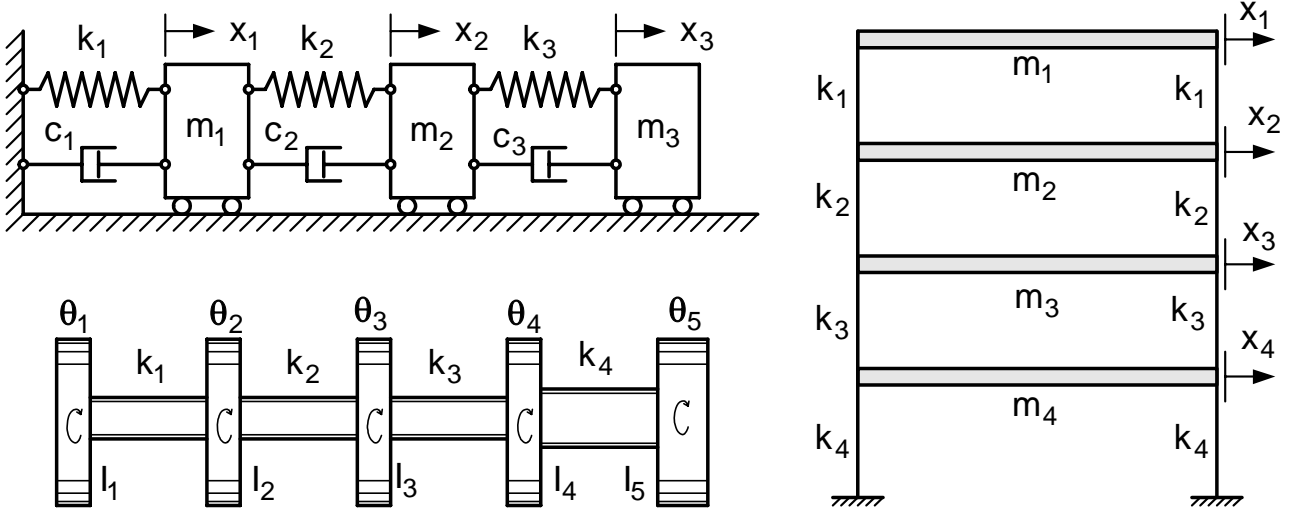 k₁ x₁ k₂ x₂ k₃ x₃
c₁ m₁ c₂ m₂ c₃ m₃
θ₁ θ₂ θ₃ θ₄ θ₅
k₁ k₂ k₃ k₄
I₁ I₂ I₃ I₄ I₅
x₁
m₁
k₁ k₁
x₂
m₂
k₂ k₂
x₃
m₃
k₃ k₃
x₄
m₄
k₄ k₄